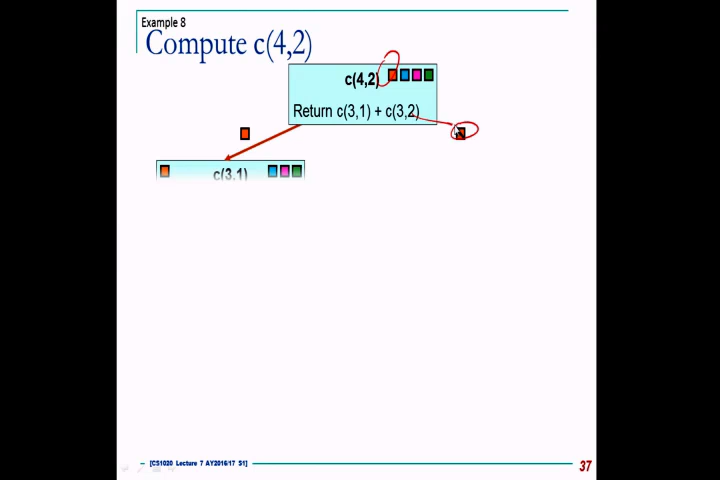 Example 8
Compute c(4,2)
c(4,2)
Return c(3,1) + c(3,2)
c(3,1)
[CS1020 Lecture 7 AY2016/17 S1]
37